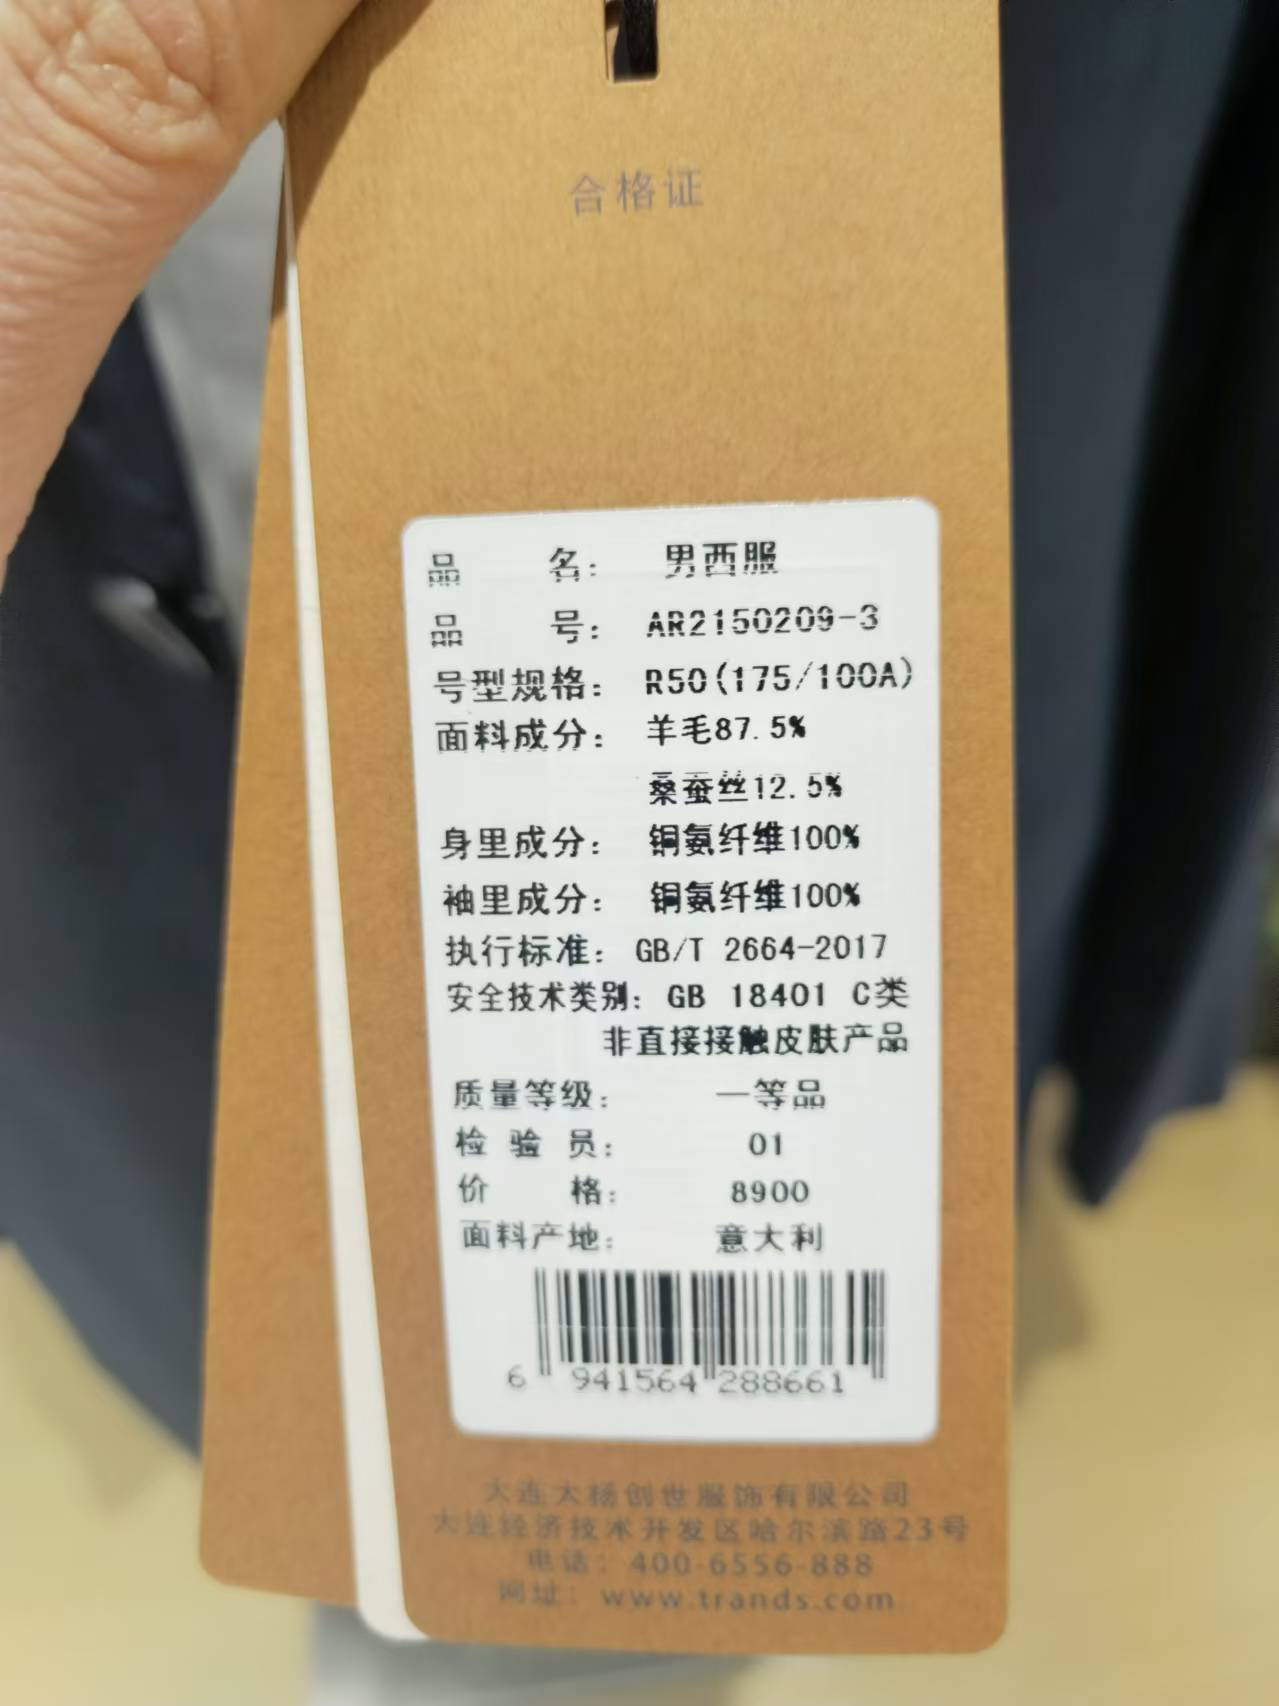 合格证
品 名： 男西服
品 号： AR2150209-3
号型规格： R50(175/100A)
面料成分： 羊毛87.5%
桑蚕丝12.5%
身里成分： 铜氨纤维100%
袖里成分： 铜氨纤维100%
执行标准： GB/T 2664-2017
安全技术类别： GB 18401 C类
非直接接触皮肤产品
质量等级： 一等品
检 验 员： 01
价 格： 8900
面料产地： 意大利
6 941564 288661
大连大杨创世服饰有限公司
大连经济技术开发区哈尔滨路23号
电话：400-6556-888
网址：www.trands.com